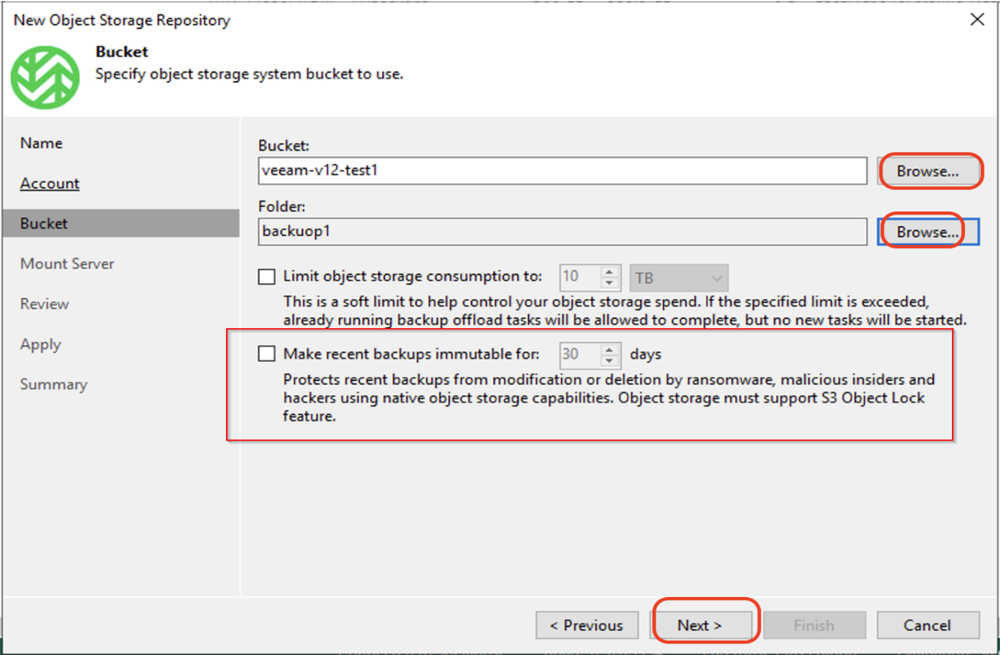 New Object Storage Repository
Bucket
Specify object storage system bucket to use.
Name
Account
Bucket
Mount Server
Review
Apply
Summary
Bucket:
veeam-v12-test1
Browse...
Folder:
backuop1
Browse...
Limit object storage consumption to: 10 TB
This is a soft limit to help control your object storage spend. If the specified limit is exceeded,
already running backup offload tasks will be allowed to complete, but no new tasks will be started.
Make recent backups immutable for: 30 days
Protects recent backups from modification or deletion by ransomware, malicious insiders and
hackers using native object storage capabilities. Object storage must support S3 Object Lock
feature.
< Previous
Next >
Finish
Cancel